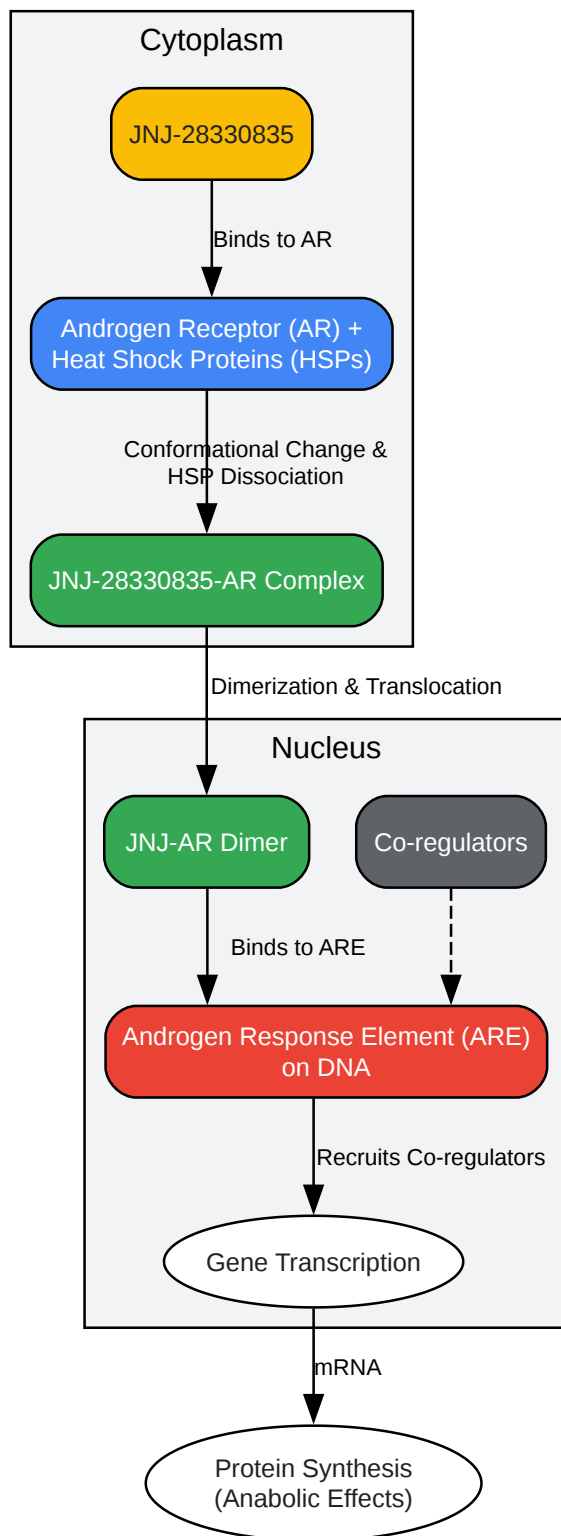 Cytoplasm
JNJ-28330835
Binds to AR
Androgen Receptor (AR) +
Heat Shock Proteins (HSPs)
Conformational Change &
HSP Dissociation
JNJ-28330835-AR Complex
Dimerization & Translocation
Nucleus
JNJ-AR Dimer
Co-regulators
Binds to ARE
Androgen Response Element (ARE)
on DNA
Recruits Co-regulators
Gene Transcription
mRNA
Protein Synthesis
(Anabolic Effects)